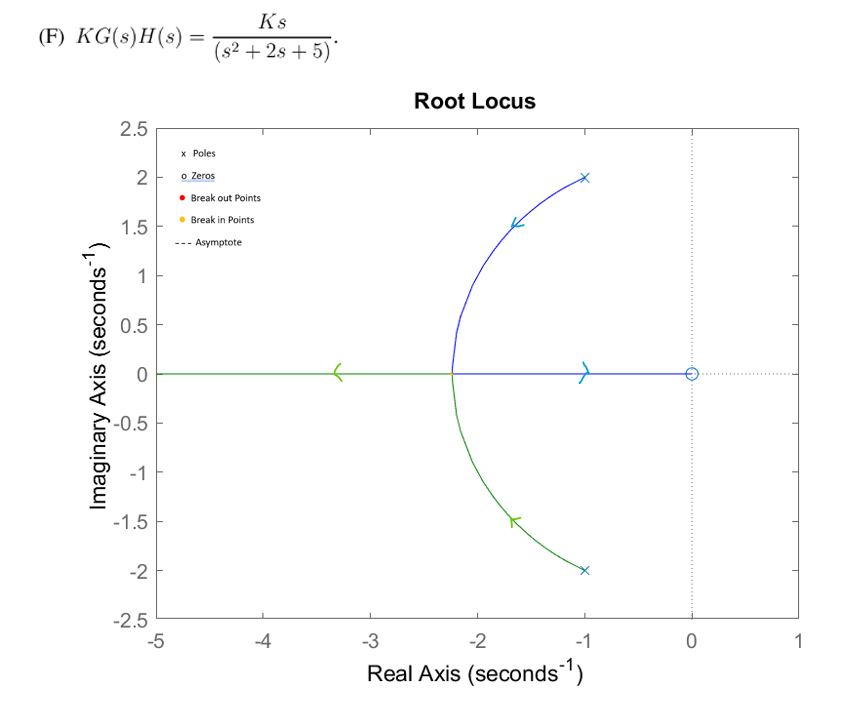 (F) KG(s)H(s) = Ks / (s² + 2s + 5).
Root Locus
x Poles
o Zeros
Break out Points
Break in Points
--- Asymptote
2.5
2
1.5
1
0.5
0
-0.5
-1
-1.5
-2
-2.5
Imaginary Axis (seconds⁻¹)
-5 -4 -3 -2 -1 0 1
Real Axis (seconds⁻¹)